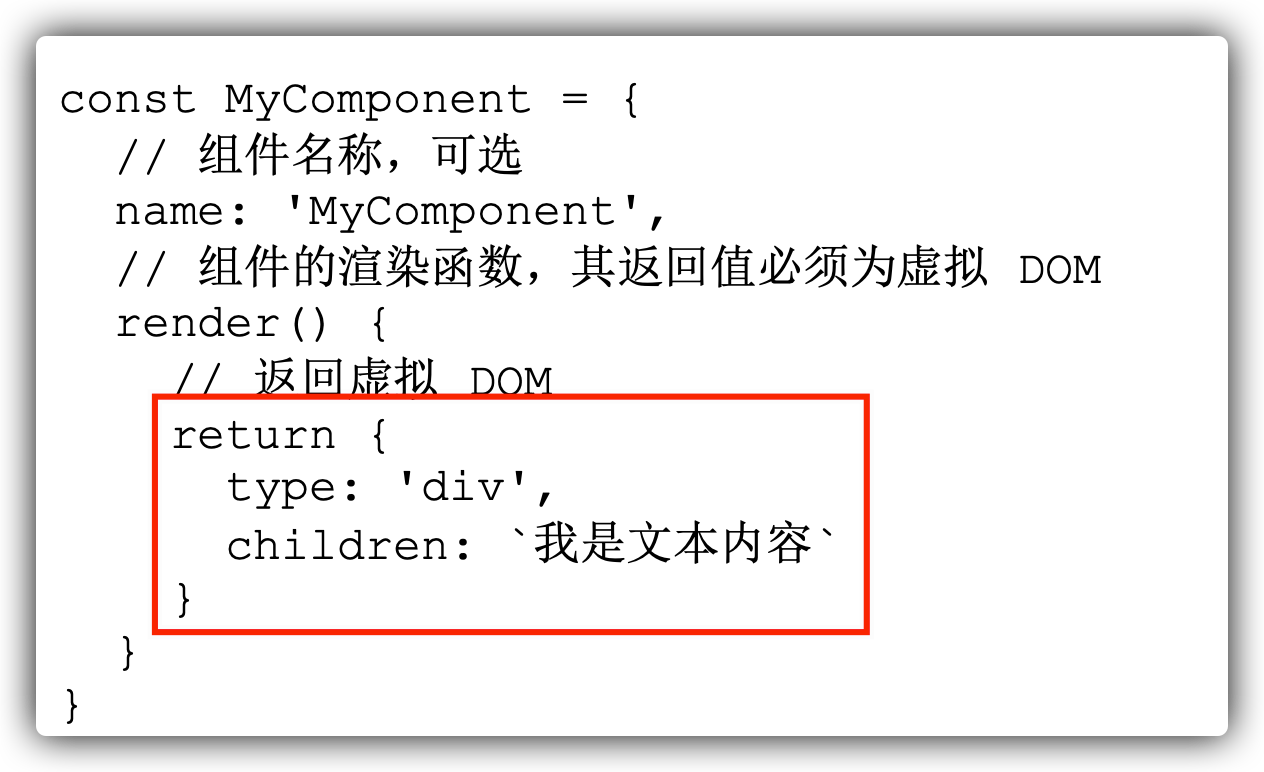 const MyComponent = {
  // 组件名称，可选
  name: 'MyComponent',
  // 组件的渲染函数，其返回值必须为虚拟 DOM
  render() {
    // 返回虚拟 DOM
    return {
      type: 'div',
      children: `我是文本内容`
    }
  }
}